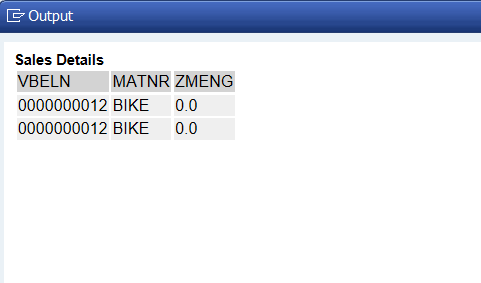 Output
Sales Details
VBELN MATNR ZMENG
0000000012 BIKE 0.0
0000000012 BIKE 0.0